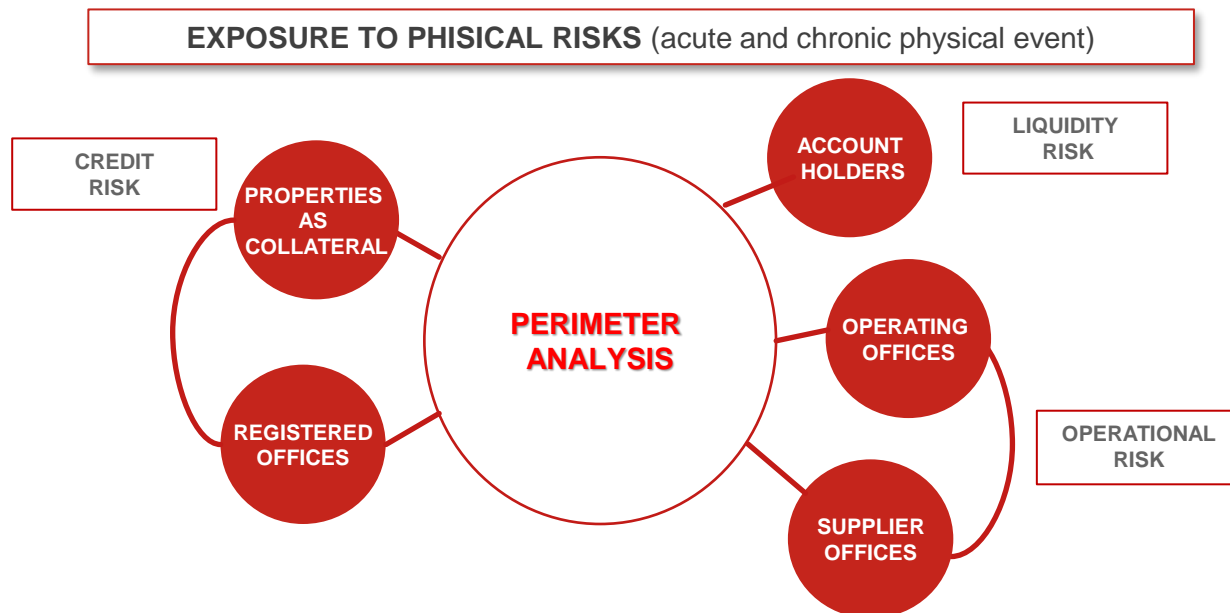 EXPOSURE TO PHISICAL RISKS (acute and chronic physical event)
CREDIT
RISK
PROPERTIES
AS
COLLATERAL
REGISTERED
OFFICES
PERIMETER
ANALYSIS
ACCOUNT
HOLDERS
LIQUIDITY
RISK
OPERATING
OFFICES
OPERATIONAL
RISK
SUPPLIER
OFFICES